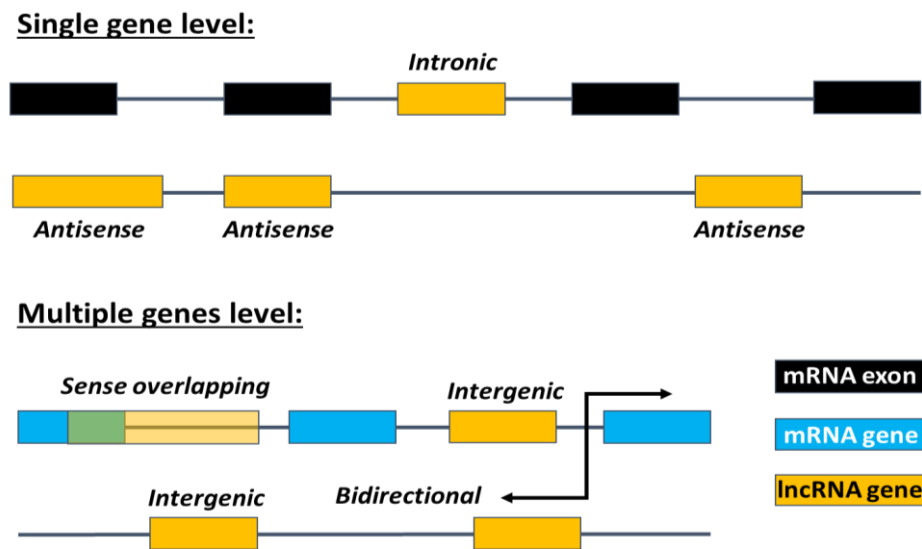 Single gene level:
Intronic
Antisense Antisense Antisense
Multiple genes level:
Sense overlapping Intergenic
mRNA exon
mRNA gene
Intergenic Bidirectional
lncRNA gene